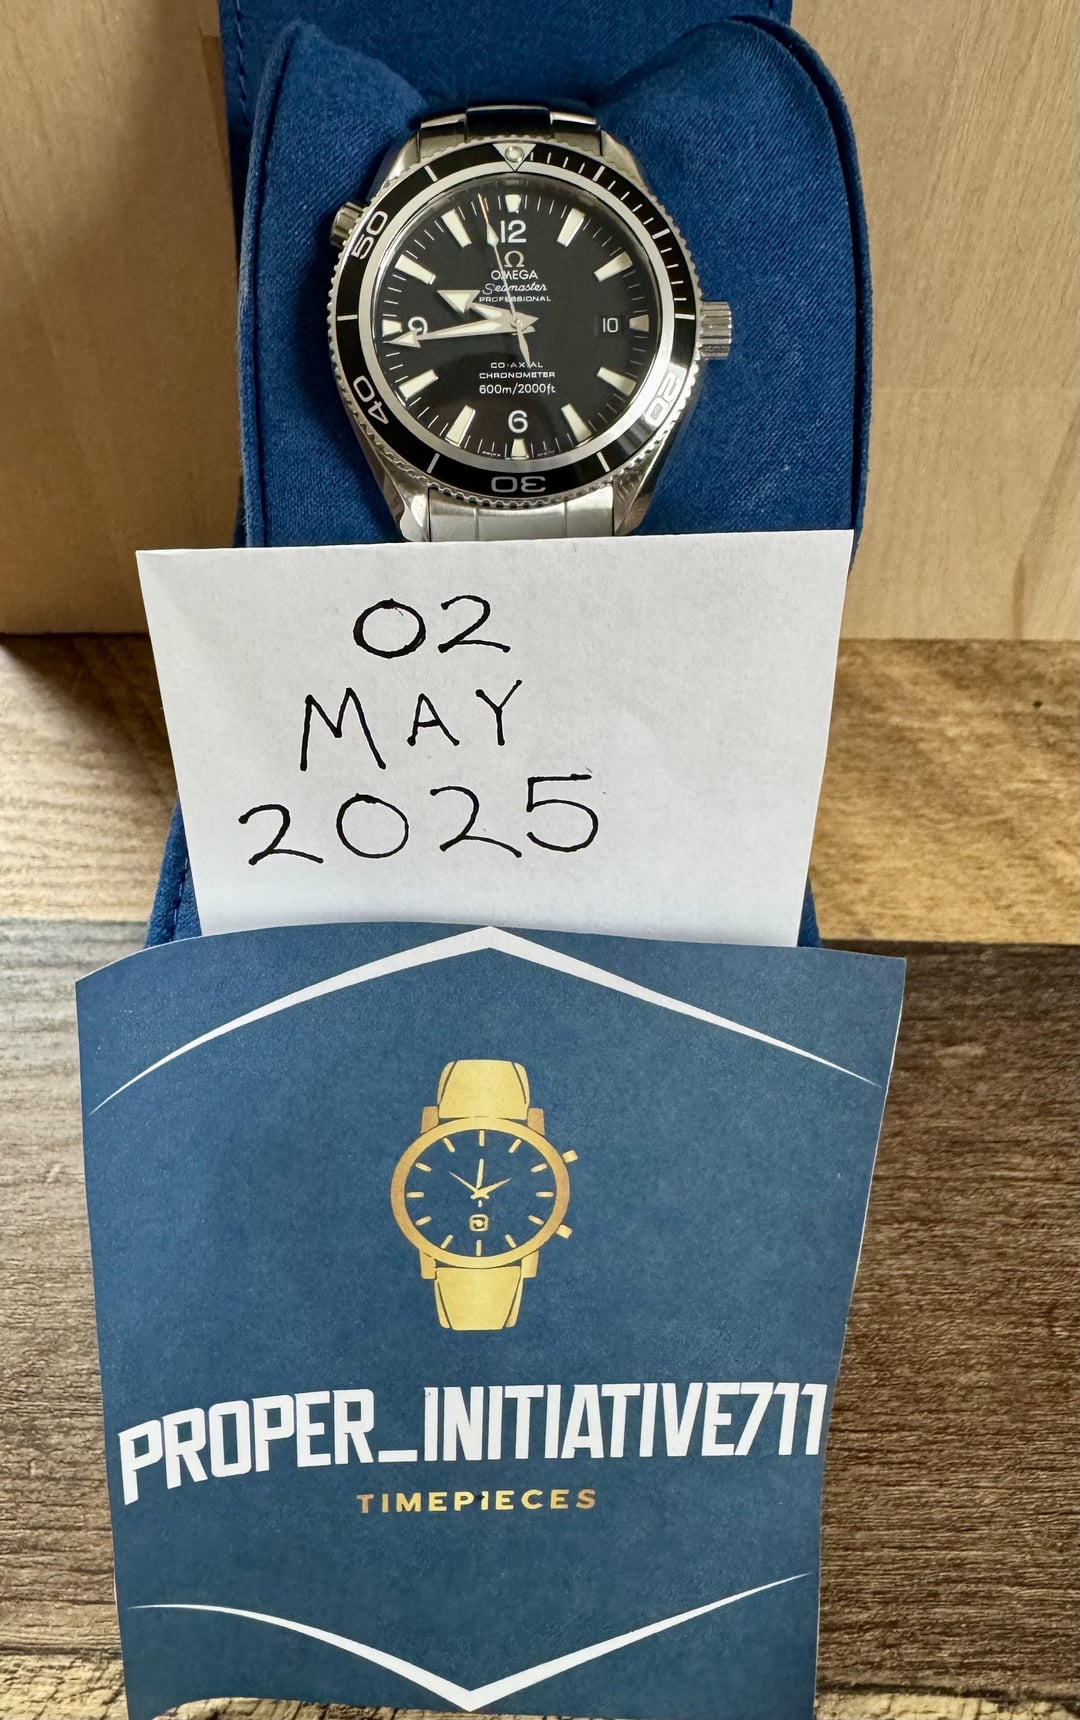 50
12
Ω
OMEGA
Seamaster
PROFESSIONAL
9
10
CO-AXIAL
CHRONOMETER
600m/2000ft
6
40
20
30
02
MAY
2025
PROPER_INITIATIVE711
TIMEPIECES